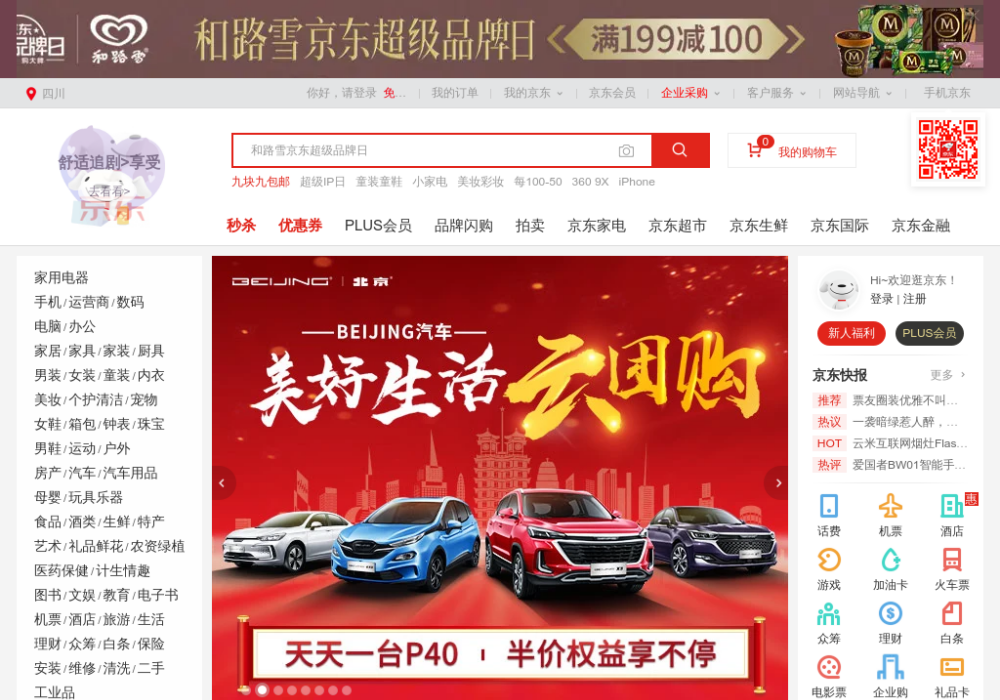 京东
品牌日
和路雪
和路雪京东超级品牌日
满199减100
四川
你好，请登录 免…
我的订单
我的京东
京东会员
企业采购
客户服务
网站导航
手机京东
舒适追剧>享受
去看看>
京东
和路雪京东超级品牌日
0
我的购物车
九块九包邮 超级IP日 童装童鞋 小家电 美妆彩妆 每100-50 360 9X iPhone
秒杀 优惠券 PLUS会员 品牌闪购 拍卖 京东家电 京东超市 京东生鲜 京东国际 京东金融
家用电器
手机/运营商/数码
电脑/办公
家居/家具/家装/厨具
男装/女装/童装/内衣
美妆/个护清洁/宠物
女鞋/箱包/钟表/珠宝
男鞋/运动/户外
房产/汽车/汽车用品
母婴/玩具乐器
食品/酒类/生鲜/特产
艺术/礼品鲜花/农资绿植
医药保健/计生情趣
图书/文娱/教育/电子书
机票/酒店/旅游/生活
理财/众筹/白条/保险
安装/维修/清洗/二手
工业品
BEIJING° | 北京°
BEIJING汽车
美好生活云团购
天天一台P40 半价权益享不停
Hi~欢迎逛京东！
登录 | 注册
新人福利
PLUS会员
京东快报
更多
推荐 票友圈装优雅不叫…
热议 一袭暗绿惹人醉，…
HOT 云米互联网烟灶Flas…
热评 爱国者BW01智能手…
惠
话费 机票 酒店
游戏 加油卡 火车票
众筹 理财 白条
电影票 企业购 礼品卡